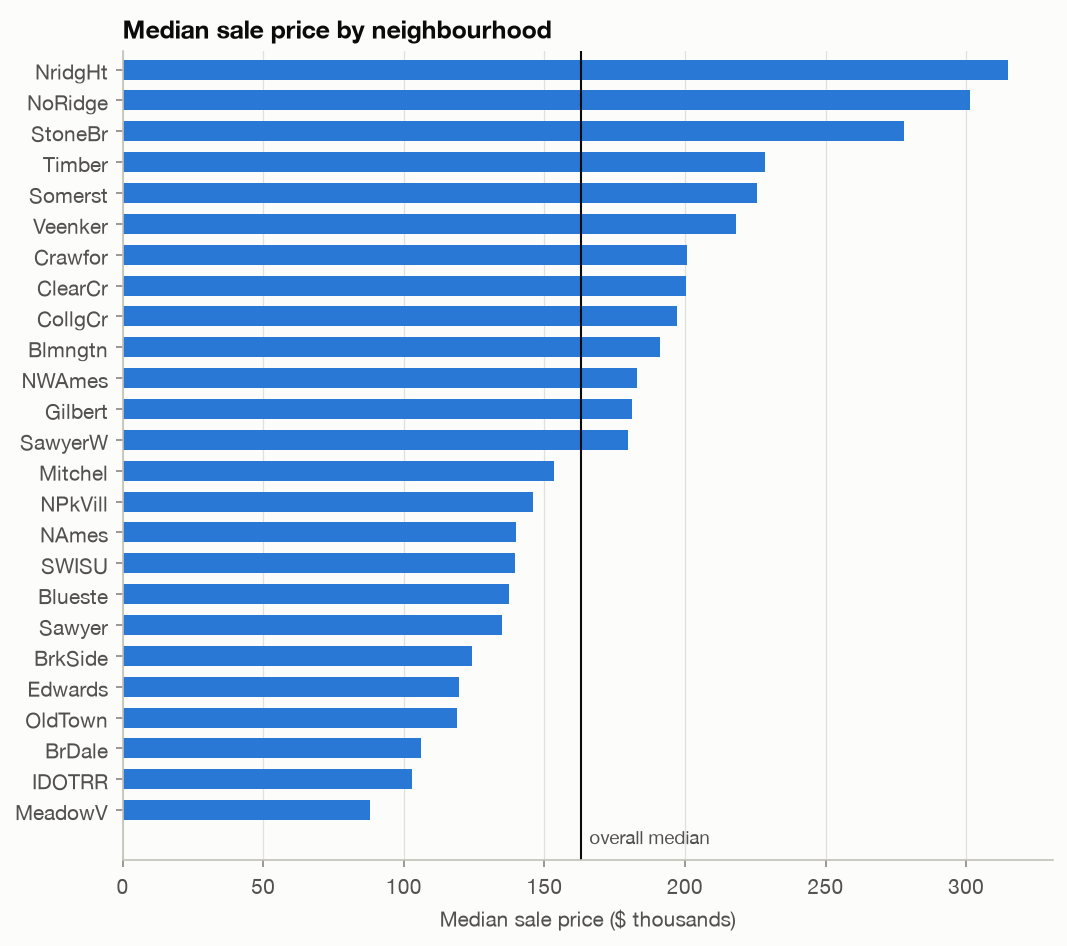 Median sale price by neighbourhood
NridgHt
NoRidge
StoneBr
Timber
Somerst
Veenker
Crawfor
ClearCr
CollgCr
Blmngtn
NWAmes
Gilbert
SawyerW
Mitchel
NPkVill
NAmes
SWISU
Blueste
Sawyer
BrkSide
Edwards
OldTown
BrDale
IDOTRR
MeadowV
overall median
0 50 100 150 200 250 300
Median sale price ($ thousands)